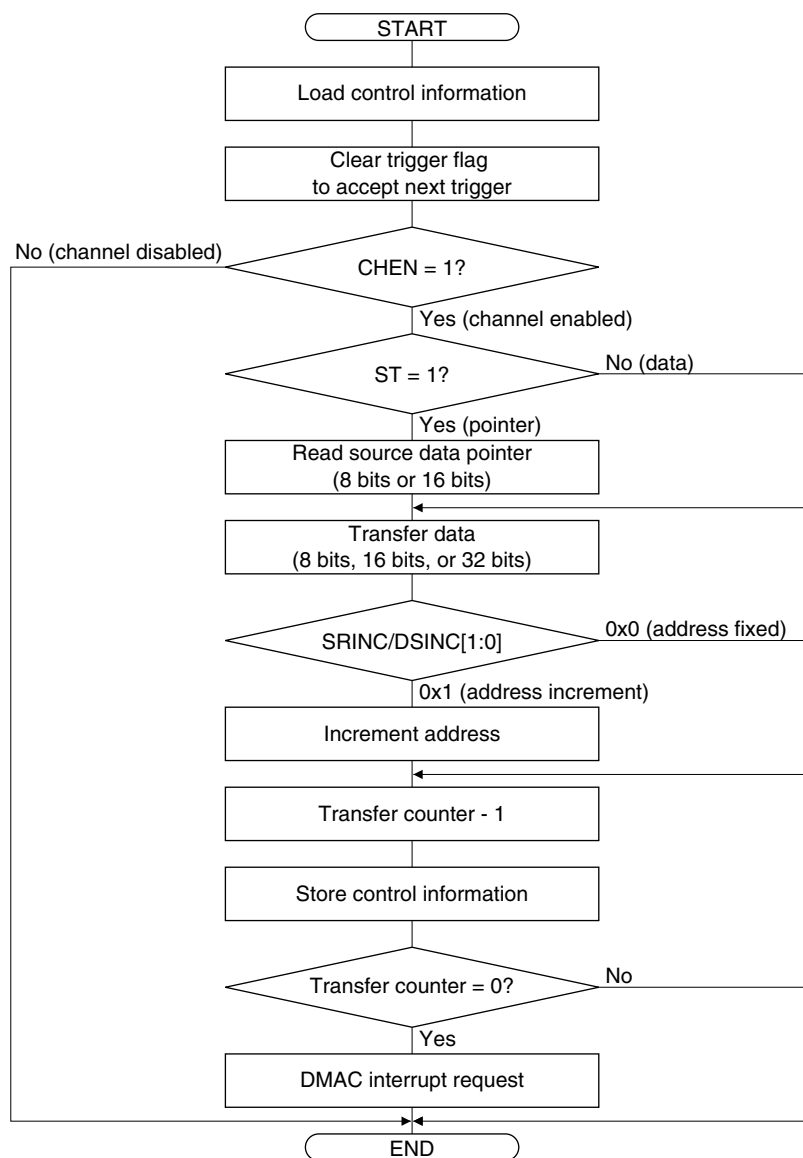 START
Load control information
Clear trigger flag
to accept next trigger
No (channel disabled)
CHEN = 1?
Yes (channel enabled)
ST = 1?
No (data)
Yes (pointer)
Read source data pointer
(8 bits or 16 bits)
Transfer data
(8 bits, 16 bits, or 32 bits)
SRINC/DSINC[1:0]
0x0 (address fixed)
0x1 (address increment)
Increment address
Transfer counter - 1
Store control information
Transfer counter = 0?
No
Yes
DMAC interrupt request
END